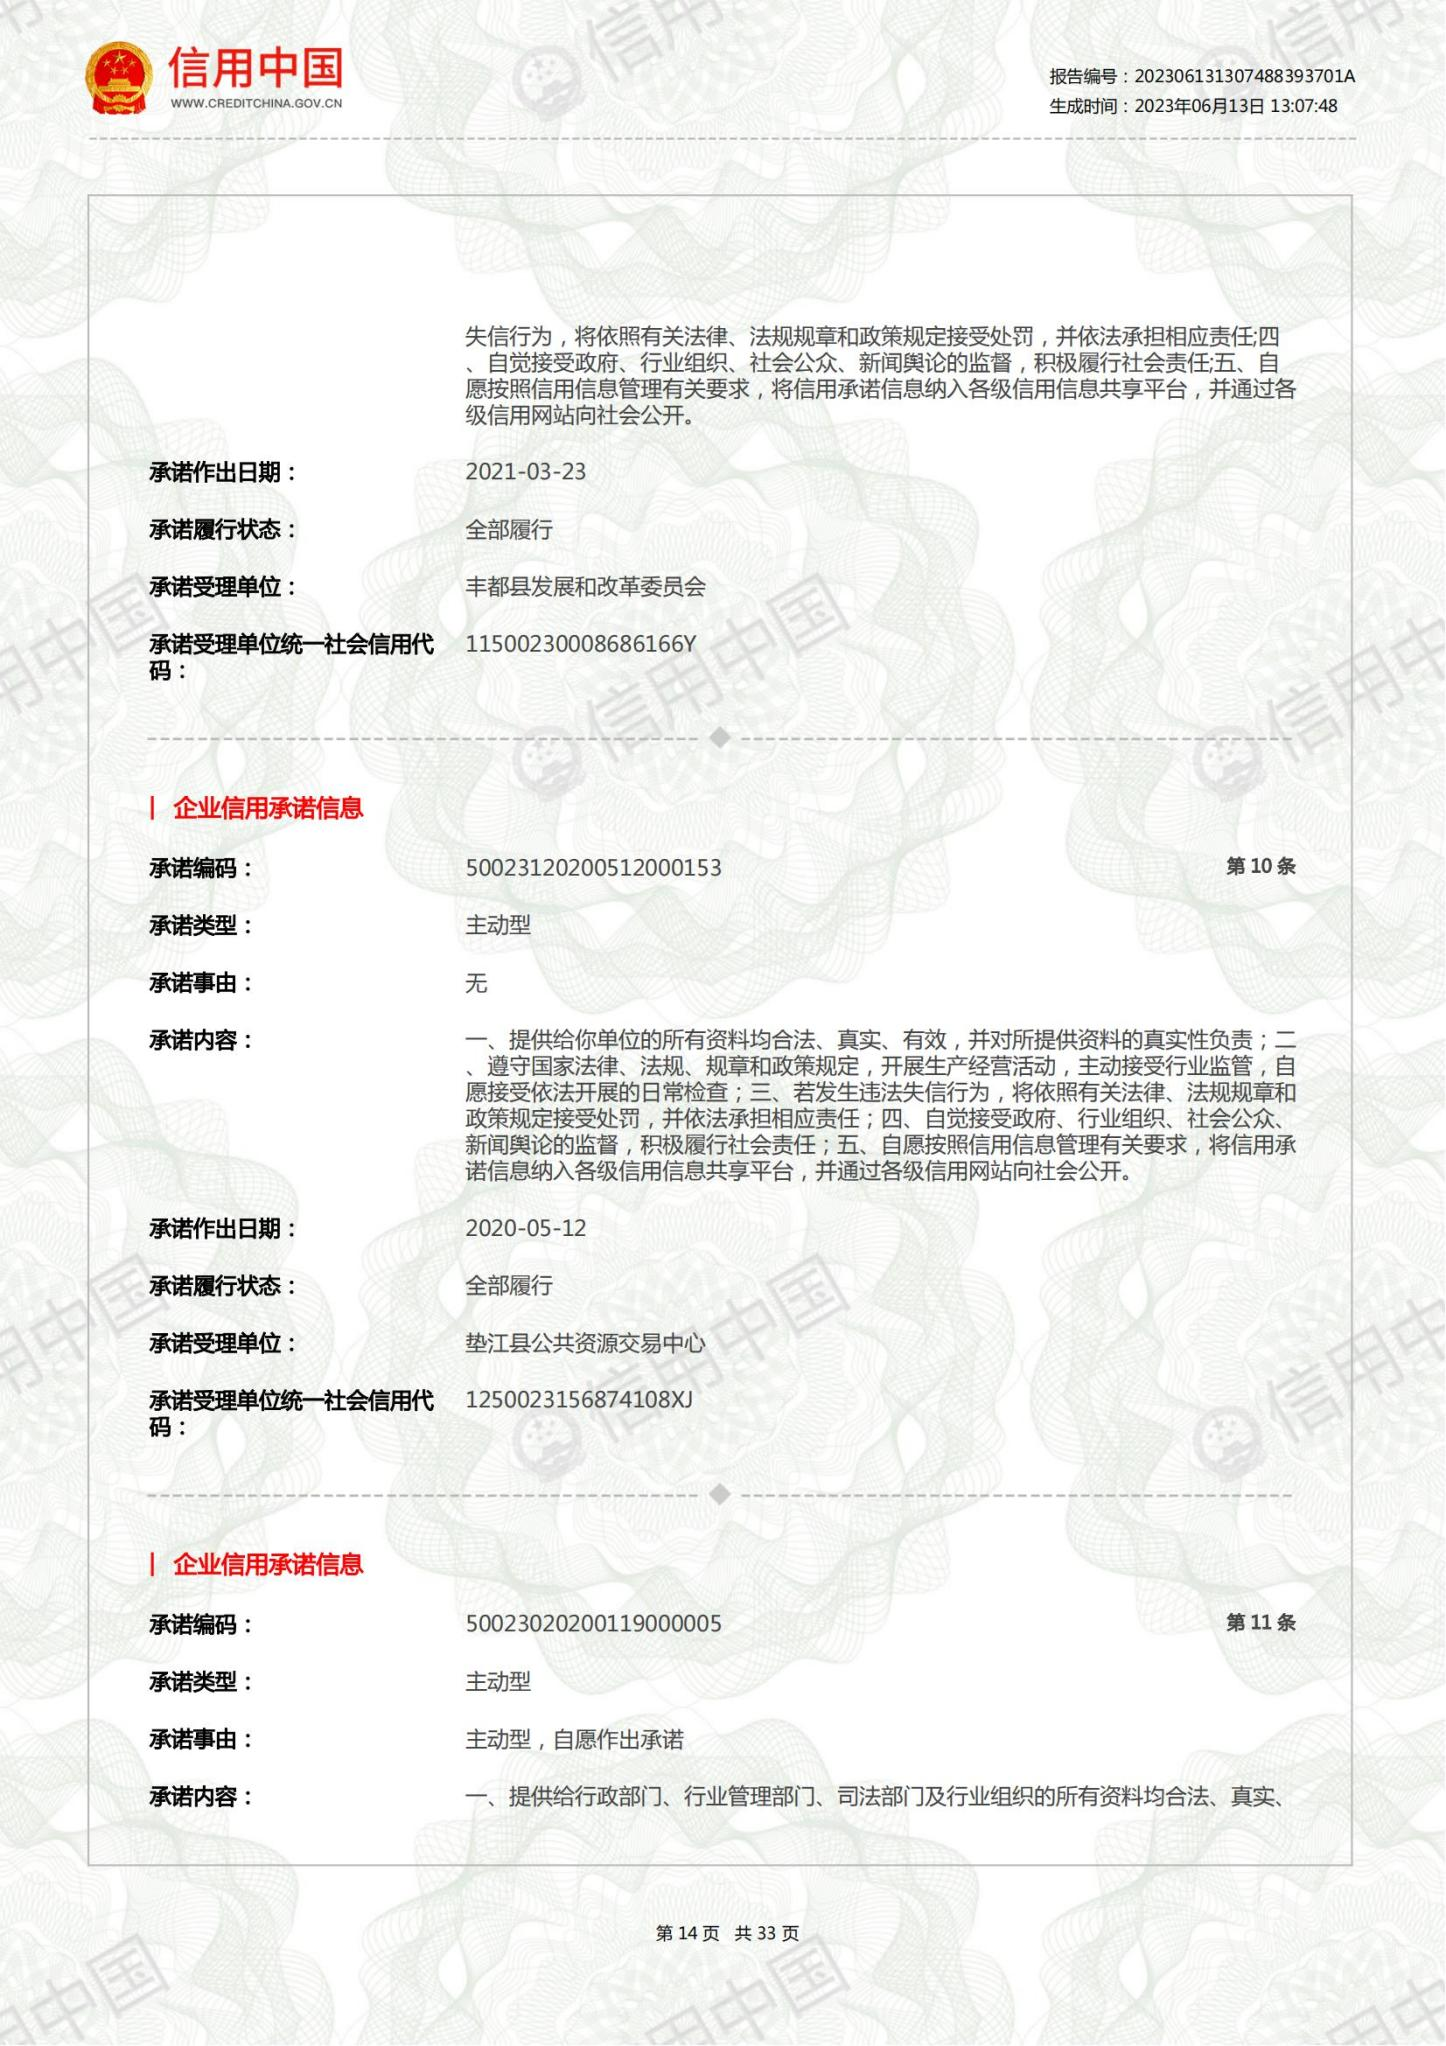 信用中国
WWW.CREDITCHINA.GOV.CN
报告编号：202306131307488393701A
生成时间：2023年06月13日 13:07:48
失信行为，将依照有关法律、法规规章和政策规定接受处罚，并依法承担相应责任;四
、自觉接受政府、行业组织、社会公众、新闻舆论的监督，积极履行社会责任;五、自
愿按照信用信息管理有关要求，将信用承诺信息纳入各级信用信息共享平台，并通过各
级信用网站向社会公开。
承诺作出日期： 2021-03-23
承诺履行状态： 全部履行
承诺受理单位： 丰都县发展和改革委员会
承诺受理单位统一社会信用代 11500230008686166Y
码：
| 企业信用承诺信息
承诺编码： 50023120200512000153 第 10 条
承诺类型： 主动型
承诺事由： 无
承诺内容： 一、提供给你单位的所有资料均合法、真实、有效，并对所提供资料的真实性负责；二
、遵守国家法律、法规、规章和政策规定，开展生产经营活动，主动接受行业监管，自
愿接受依法开展的日常检查；三、若发生违法失信行为，将依照有关法律、法规规章和
政策规定接受处罚，并依法承担相应责任；四、自觉接受政府、行业组织、社会公众、
新闻舆论的监督，积极履行社会责任；五、自愿按照信用信息管理有关要求，将信用承
诺信息纳入各级信用信息共享平台，并通过各级信用网站向社会公开。
承诺作出日期： 2020-05-12
承诺履行状态： 全部履行
承诺受理单位： 垫江县公共资源交易中心
承诺受理单位统一社会信用代 1250023156874108XJ
码：
| 企业信用承诺信息
承诺编码： 50023020200119000005 第 11 条
承诺类型： 主动型
承诺事由： 主动型，自愿作出承诺
承诺内容： 一、提供给行政部门、行业管理部门、司法部门及行业组织的所有资料均合法、真实、
第 14 页 共 33 页